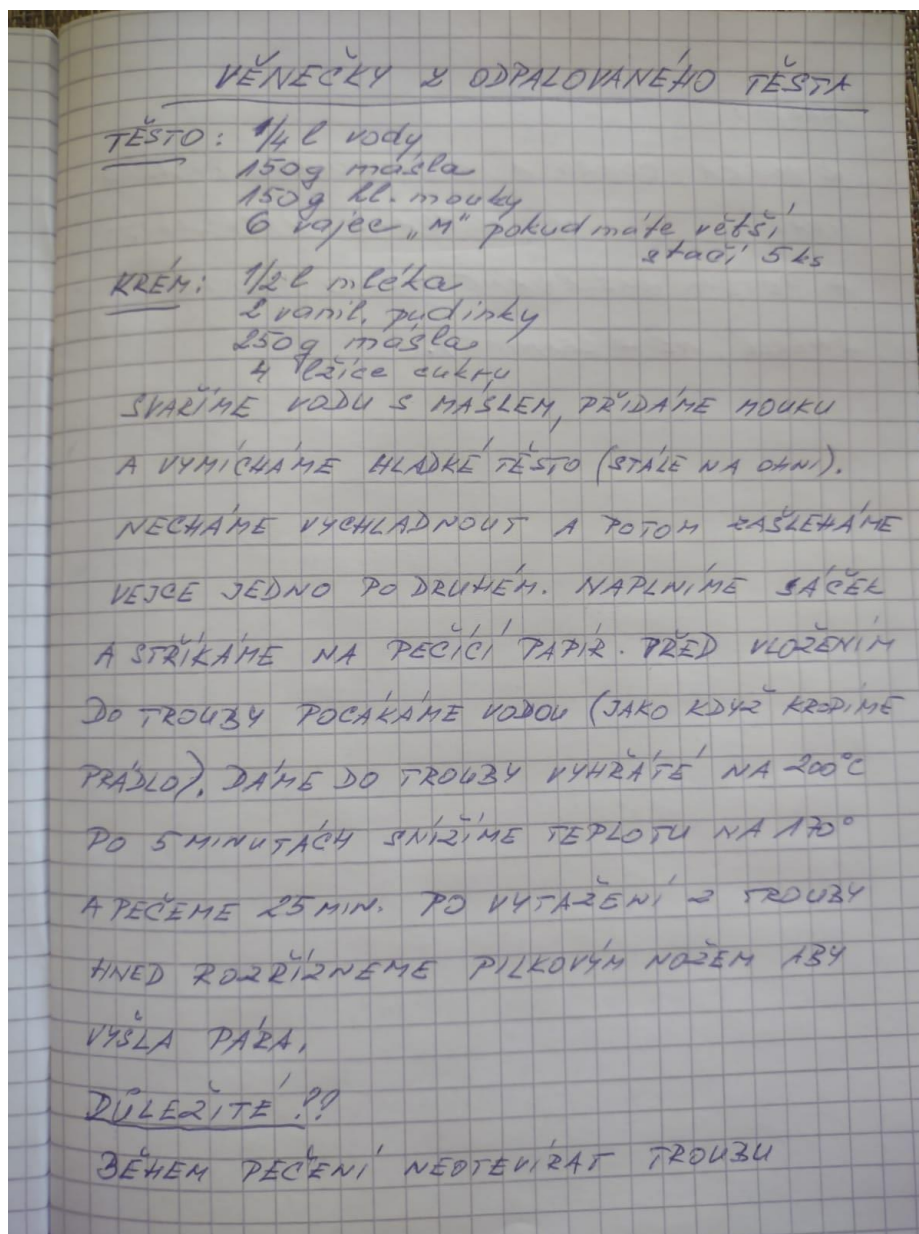 VĚNEČKY Z ODPALOVANÉHO TĚSTA
TĚSTO: 1/4 l vody
150g másla
150g hl. mouky
6 vajec „M" pokud máte větší
stačí 5 ks
KRÉM: 1/2 l mléka
2 vanil. pudinky
250g másla
4 lžíce cukru
SVAŘÍME VODU S MÁSLEM, PŘIDÁME MOUKU
A VYMÍCHÁME HLADKÉ TĚSTO (STÁLE NA OHNI).
NECHÁME VYCHLADNOUT A POTOM ZAŠLEHÁME
VEJCE JEDNO PO DRUHÉM. NAPLNÍME SÁČEK
A STŘÍKÁME NA PEČÍCÍ PAPÍR. PŘED VLOŽENÍM
DO TROUBY POCÁKÁME VODOU (JAKO KDYŽ KROPÍME
PRÁDLO). DÁME DO TROUBY VYHŘÁTÉ NA 200°C
PO 5 MINUTÁCH SNÍŽÍME TEPLOTU NA 170°
A PEČEME 25 MIN. PO VYTAŽENÍ Z TROUBY
HNED ROZŘÍZNEME PILKOVÝM NOŽEM ABY
VYŠLA PÁRA.
DŮLEŽITÉ !??
BĚHEM PEČENÍ NEOTEVÍRAT TROUBU